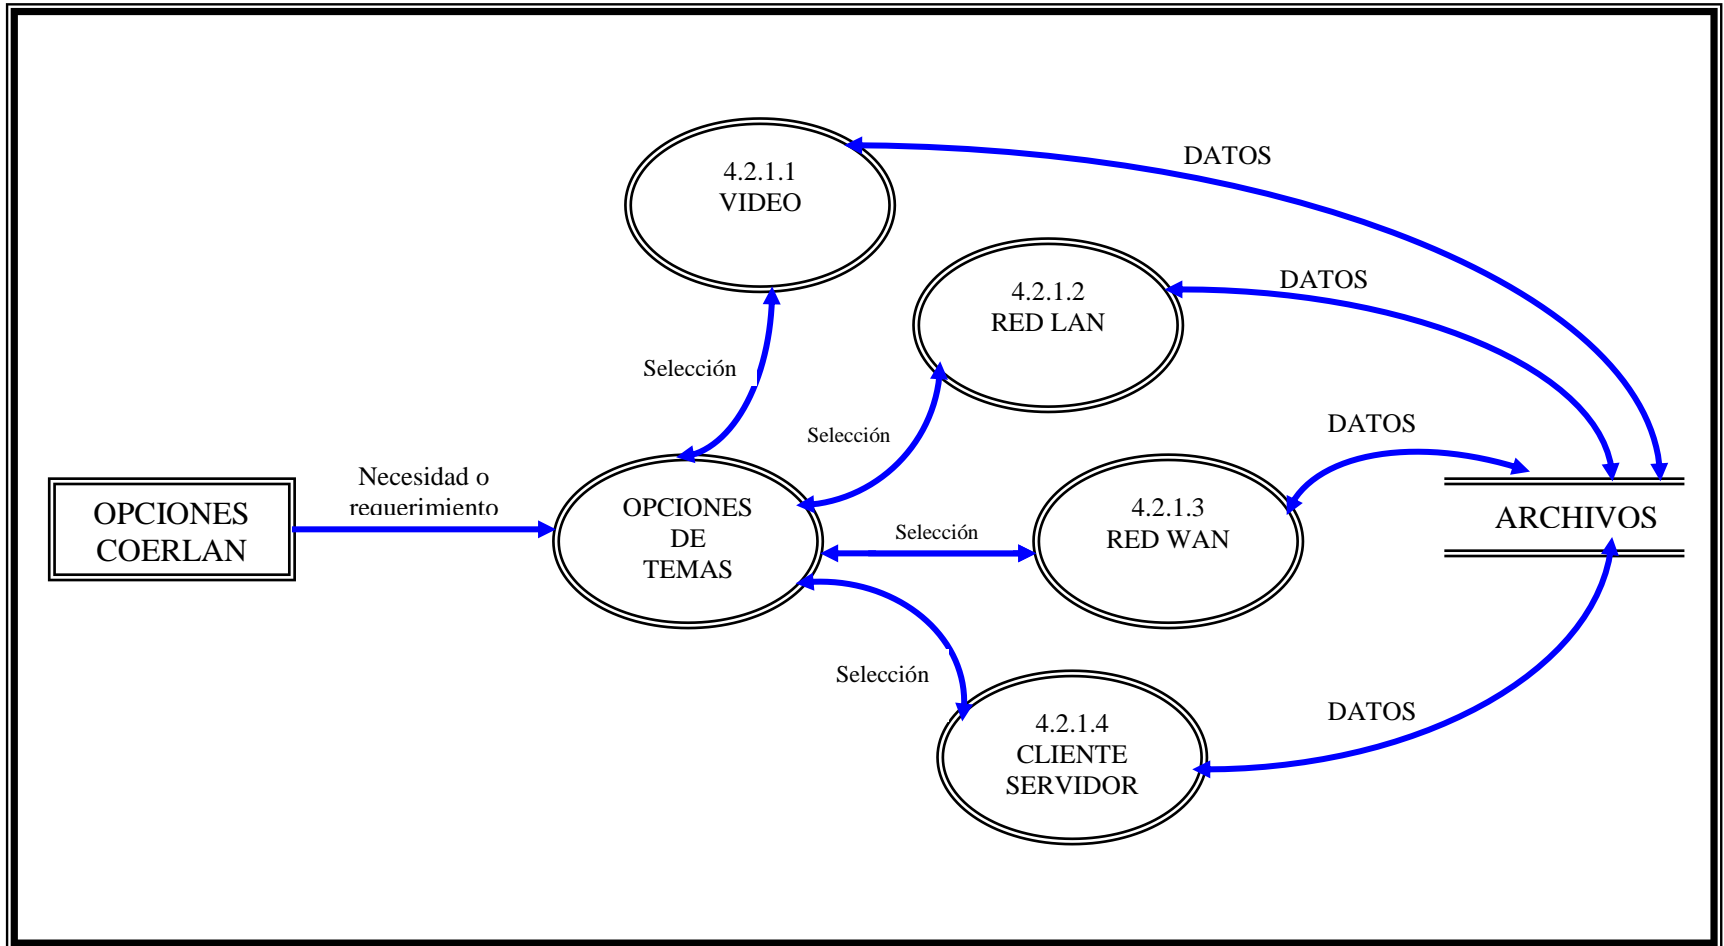 4.2.1.1
VIDEO
DATOS
4.2.1.2
RED LAN
DATOS
Selección
Selección
DATOS
Necesidad o
requerimiento
OPCIONES
COERLAN
OPCIONES
DE
TEMAS
Selección
4.2.1.3
RED WAN
ARCHIVOS
Selección
4.2.1.4
CLIENTE
SERVIDOR
DATOS